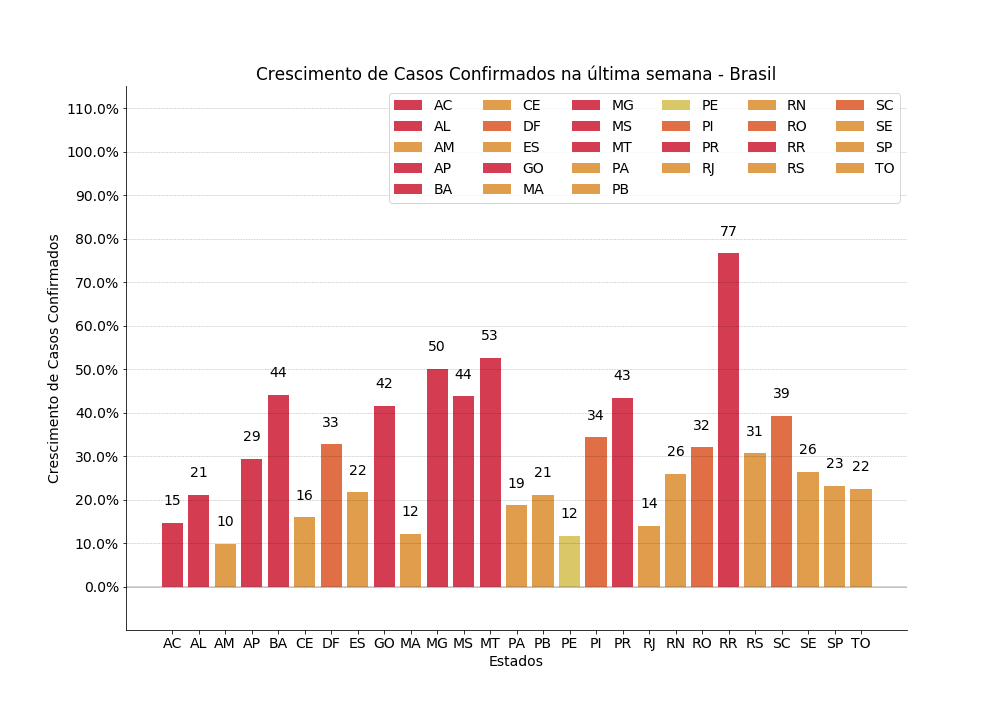 Crescimento de Casos Confirmados na última semana - Brasil
110.0%
100.0%
90.0%
80.0%
70.0%
60.0%
50.0%
40.0%
30.0%
20.0%
10.0%
0.0%
Crescimento de Casos Confirmados
AC CE MG PE RN SC
AL DF MS PI RO SE
AM ES MT PR RR SP
AP GO PA RJ RS TO
BA MA PB
15 21 10 29 44 16 33 22 42 12 50 44 53 19 21 12 34 43 14 26 32 77 31 39 26 23 22
AC AL AM AP BA CE DF ES GO MA MG MS MT PA PB PE PI PR RJ RN RO RR RS SC SE SP TO
Estados